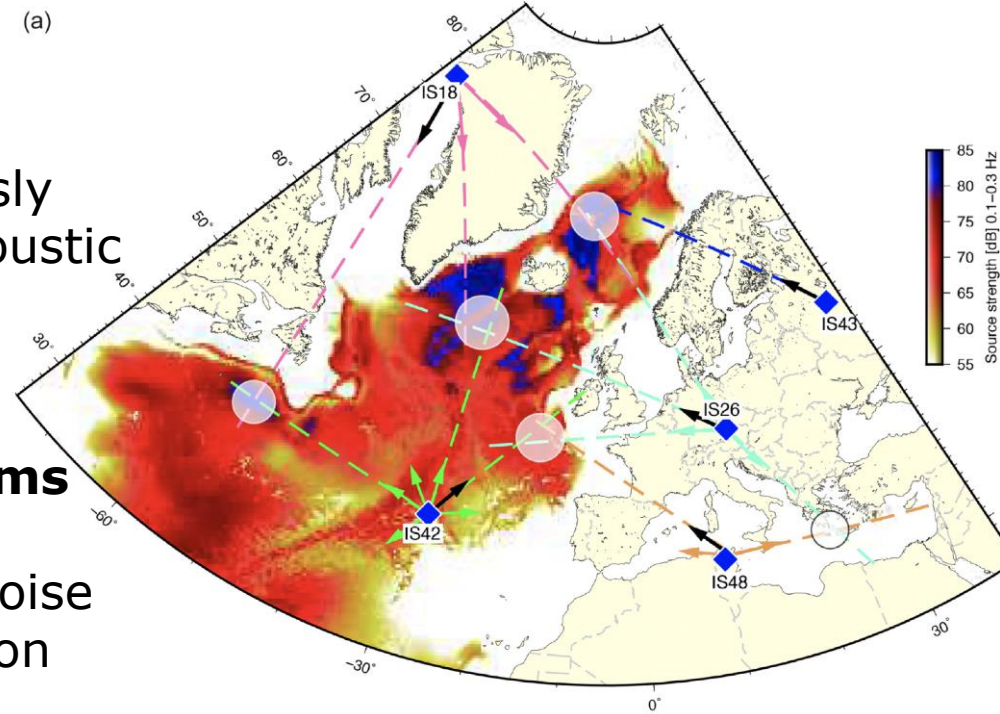 (a)
80°
IS18
70°
60°
50°
40°
30°
sly
oustic
ms
oise
on
IS43
IS26
IS42
IS48
−60°
−30°
0°
30°
85
80
75
70
65
60
55
Source strength [dB] 0.1−0.3 Hz